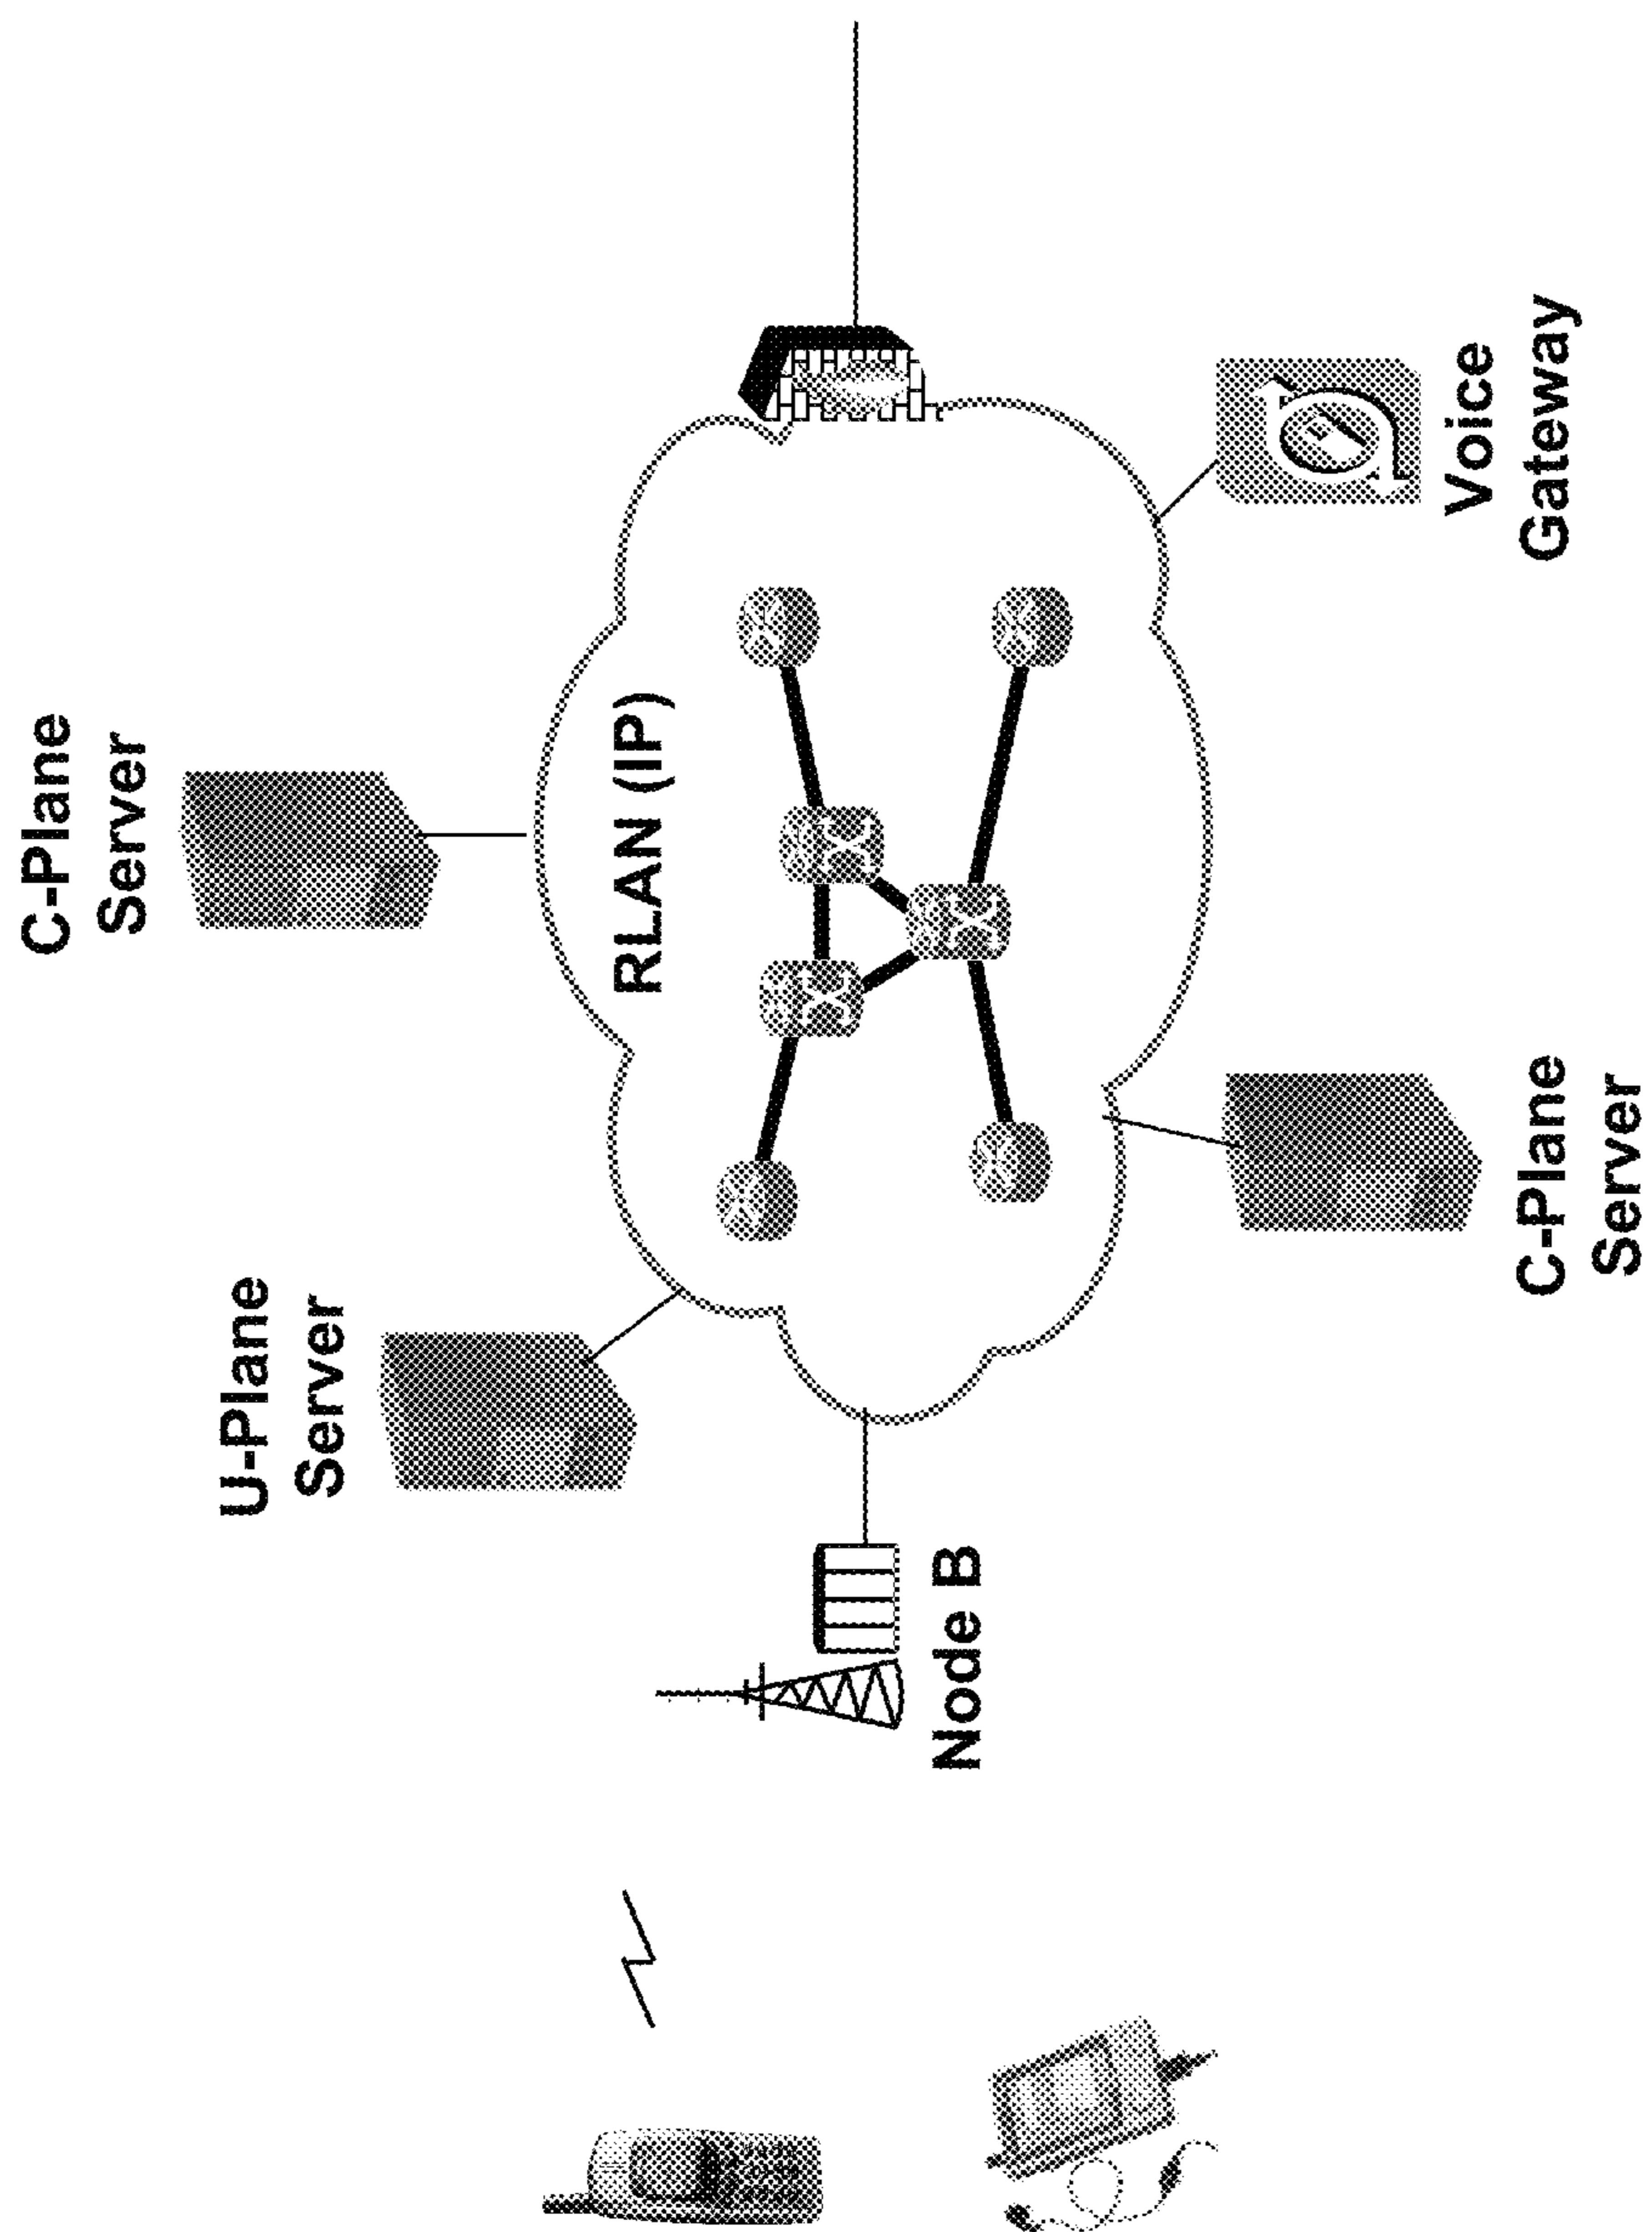 C-Plane
Server
U-Plane
Server
RLAN (IP)
Node B
Voice
Gateway
C-Plane
Server